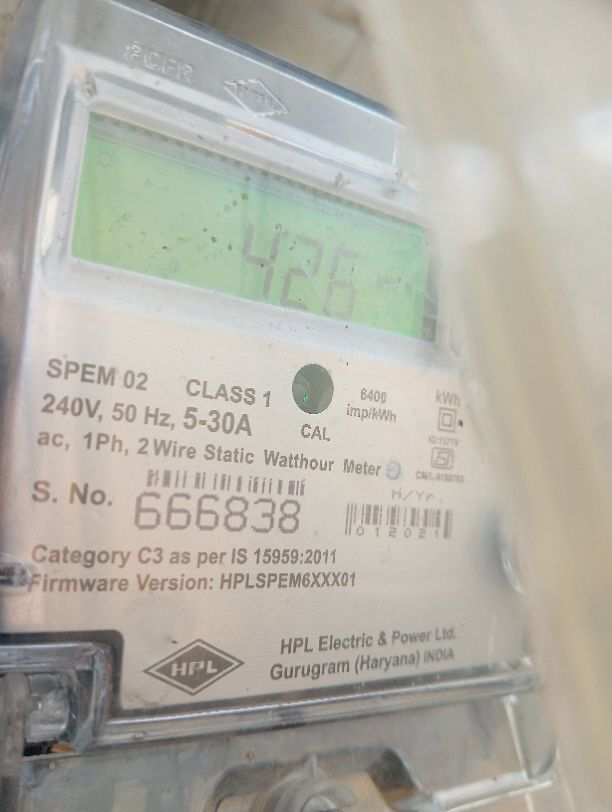 HPL
426
SPEM 02 CLASS 1
6400
imp/kWh
kWh
240V, 50 Hz, 5-30A
CAL
ac, 1Ph, 2 Wire Static Watthour Meter
S. No.
666838
M/Yr.
012021
Category C3 as per IS 15959:2011
Firmware Version: HPLSPEM6XXX01
HPL
HPL Electric & Power Ltd.
Gurugram (Haryana) INDIA